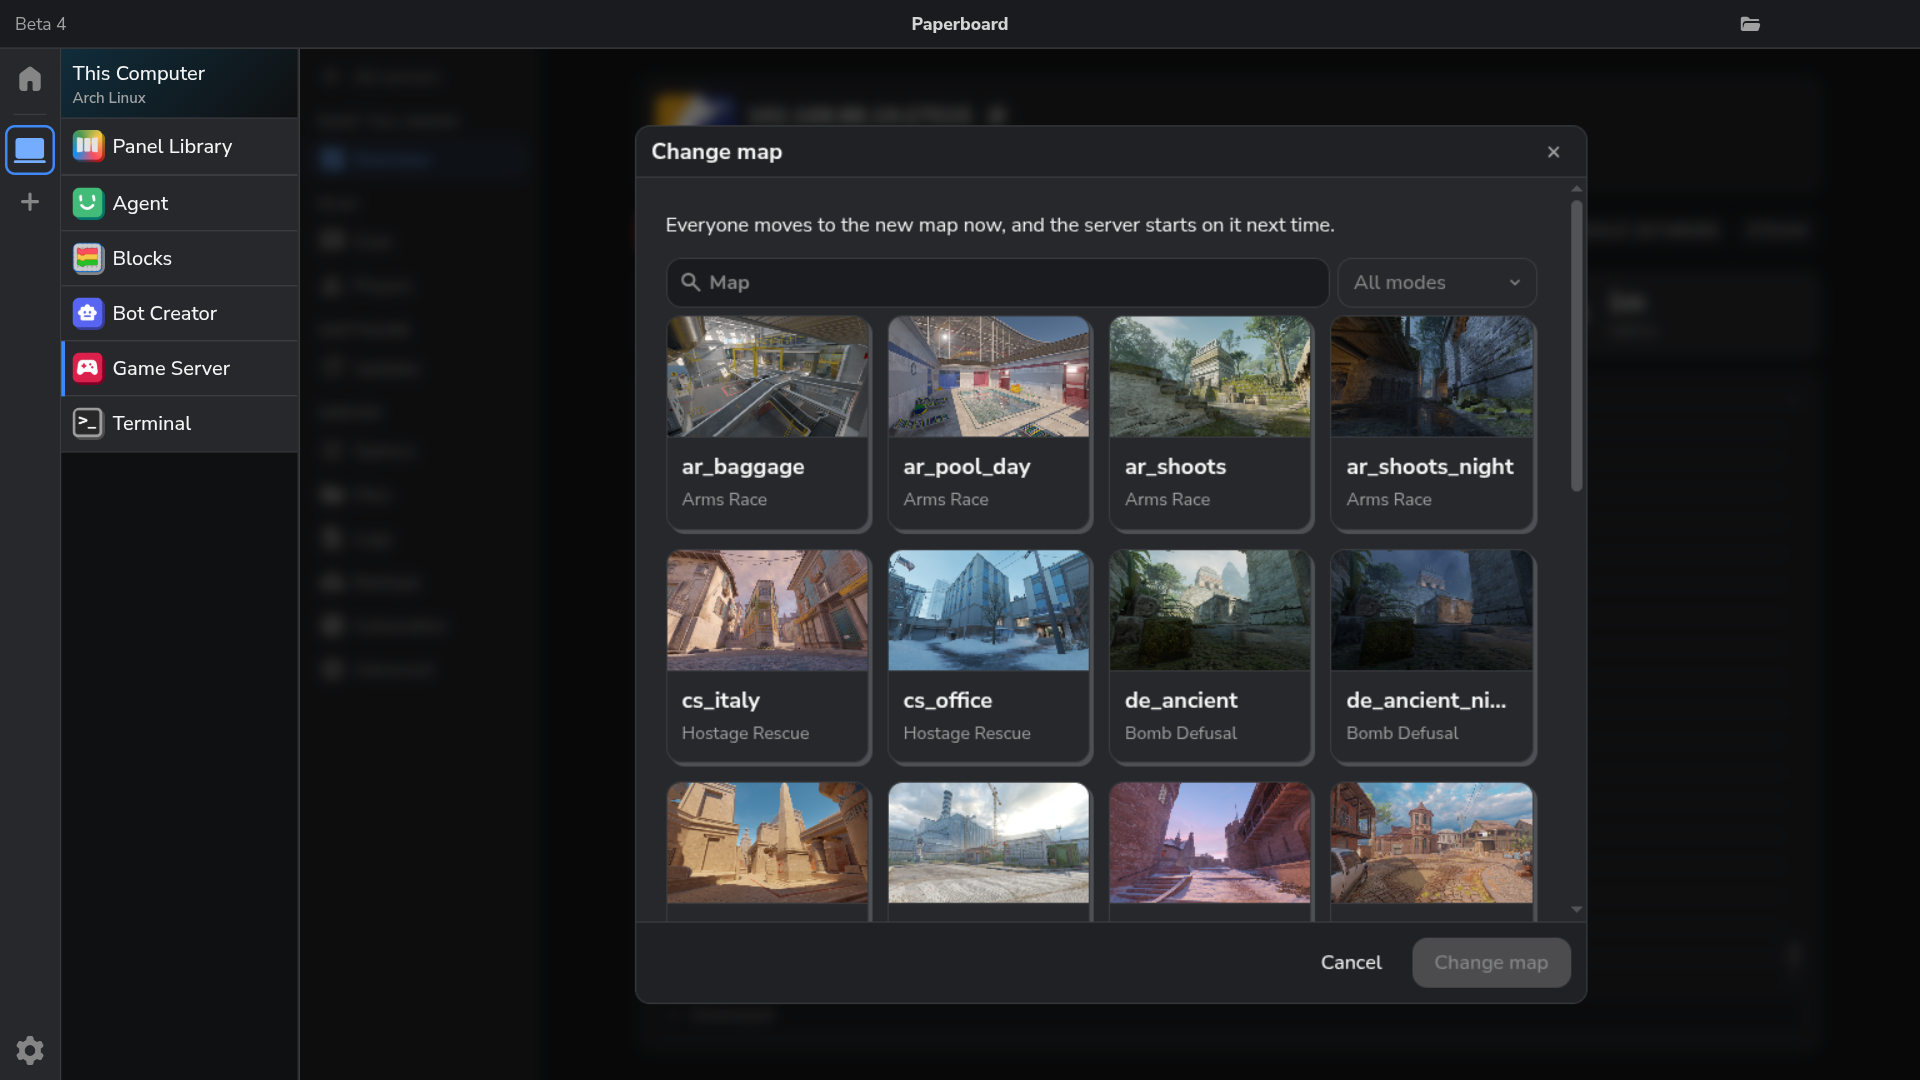 Beta 4
Paperboard
This Computer
Arch Linux
Panel Library
Agent
Blocks
Bot Creator
Game Server
Terminal
Change map
Everyone moves to the new map now, and the server starts on it next time.
Map
All modes
ar_baggage
Arms Race
ar_pool_day
Arms Race
ar_shoots
Arms Race
ar_shoots_night
Arms Race
cs_italy
Hostage Rescue
cs_office
Hostage Rescue
de_ancient
Bomb Defusal
de_ancient_ni...
Bomb Defusal
Cancel
Change map